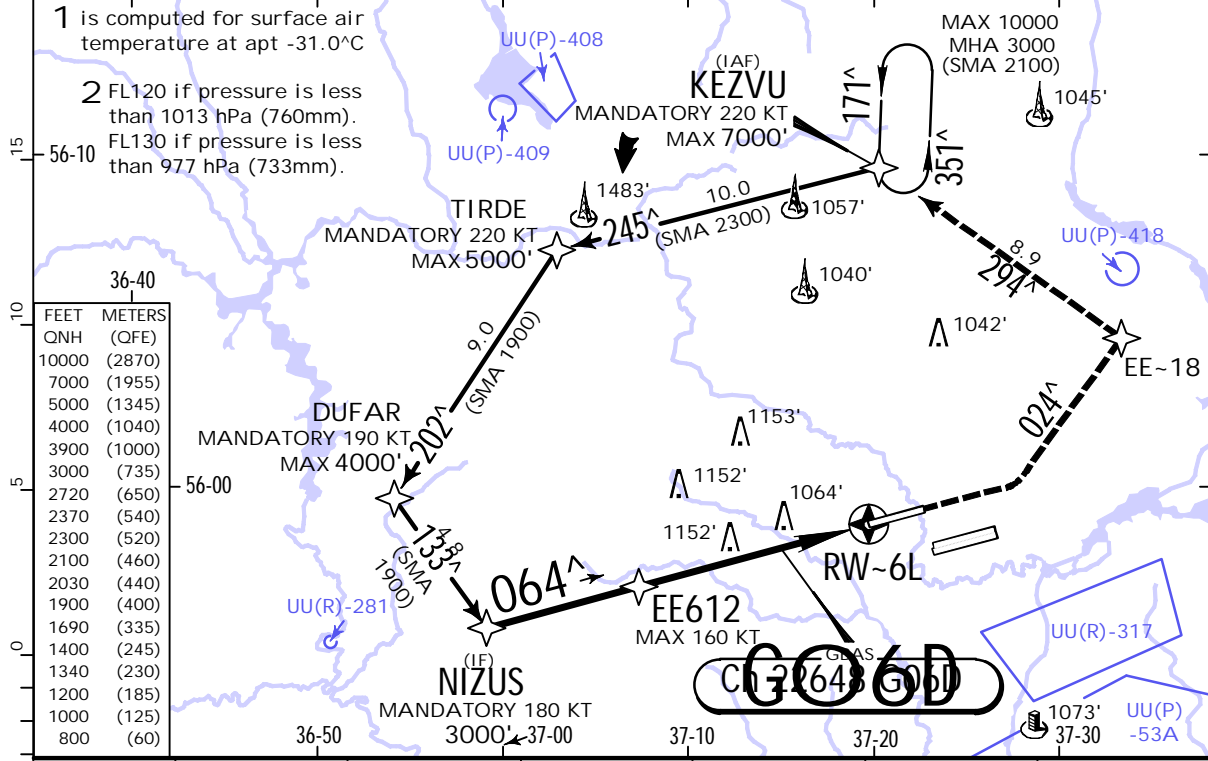 1 is computed for surface air
temperature at apt -31.0^C
2 FL120 if pressure is less
than 1013 hPa (760mm).
FL130 if pressure is less
than 977 hPa (733mm).
UU(P)-408
UU(P)-409
(IAF)
KEZVU
MANDATORY 220 KT
MAX 7000'
171^
351^
MAX 10000
MHA 3000
(SMA 2100)
1045'
15
56-10
1483'
10.0
245^
(SMA 2300)
1057'
TIRDE
MANDATORY 220 KT
MAX 5000'
1040'
UU(P)-418
8.9
294^
1042'
EE~18
36-40
10
FEET METERS
QNH (QFE)
10000 (2870)
7000 (1955)
5000 (1345)
4000 (1040)
3900 (1000)
3000 (735)
2720 (650)
2370 (540)
2300 (520)
2100 (460)
2030 (440)
1900 (400)
1690 (335)
1400 (245)
1340 (230)
1200 (185)
1000 (125)
800 (60)
9.0
(SMA 1900)
202^
DUFAR
MANDATORY 190 KT
MAX 4000'
024^
1153'
1152'
1064'
1152'
5
56-00
4.8
133^
(SMA
1900)
064^
RW~6L
EE612
MAX 160 KT
UU(R)-281
UU(R)-317
0
(IF)
NIZUS
MANDATORY 180 KT
3000'
GBAS
GO6D
Ch 22648 G06D
1073'
UU(P)
-53A
36-50
37-00
37-10
37-20
37-30